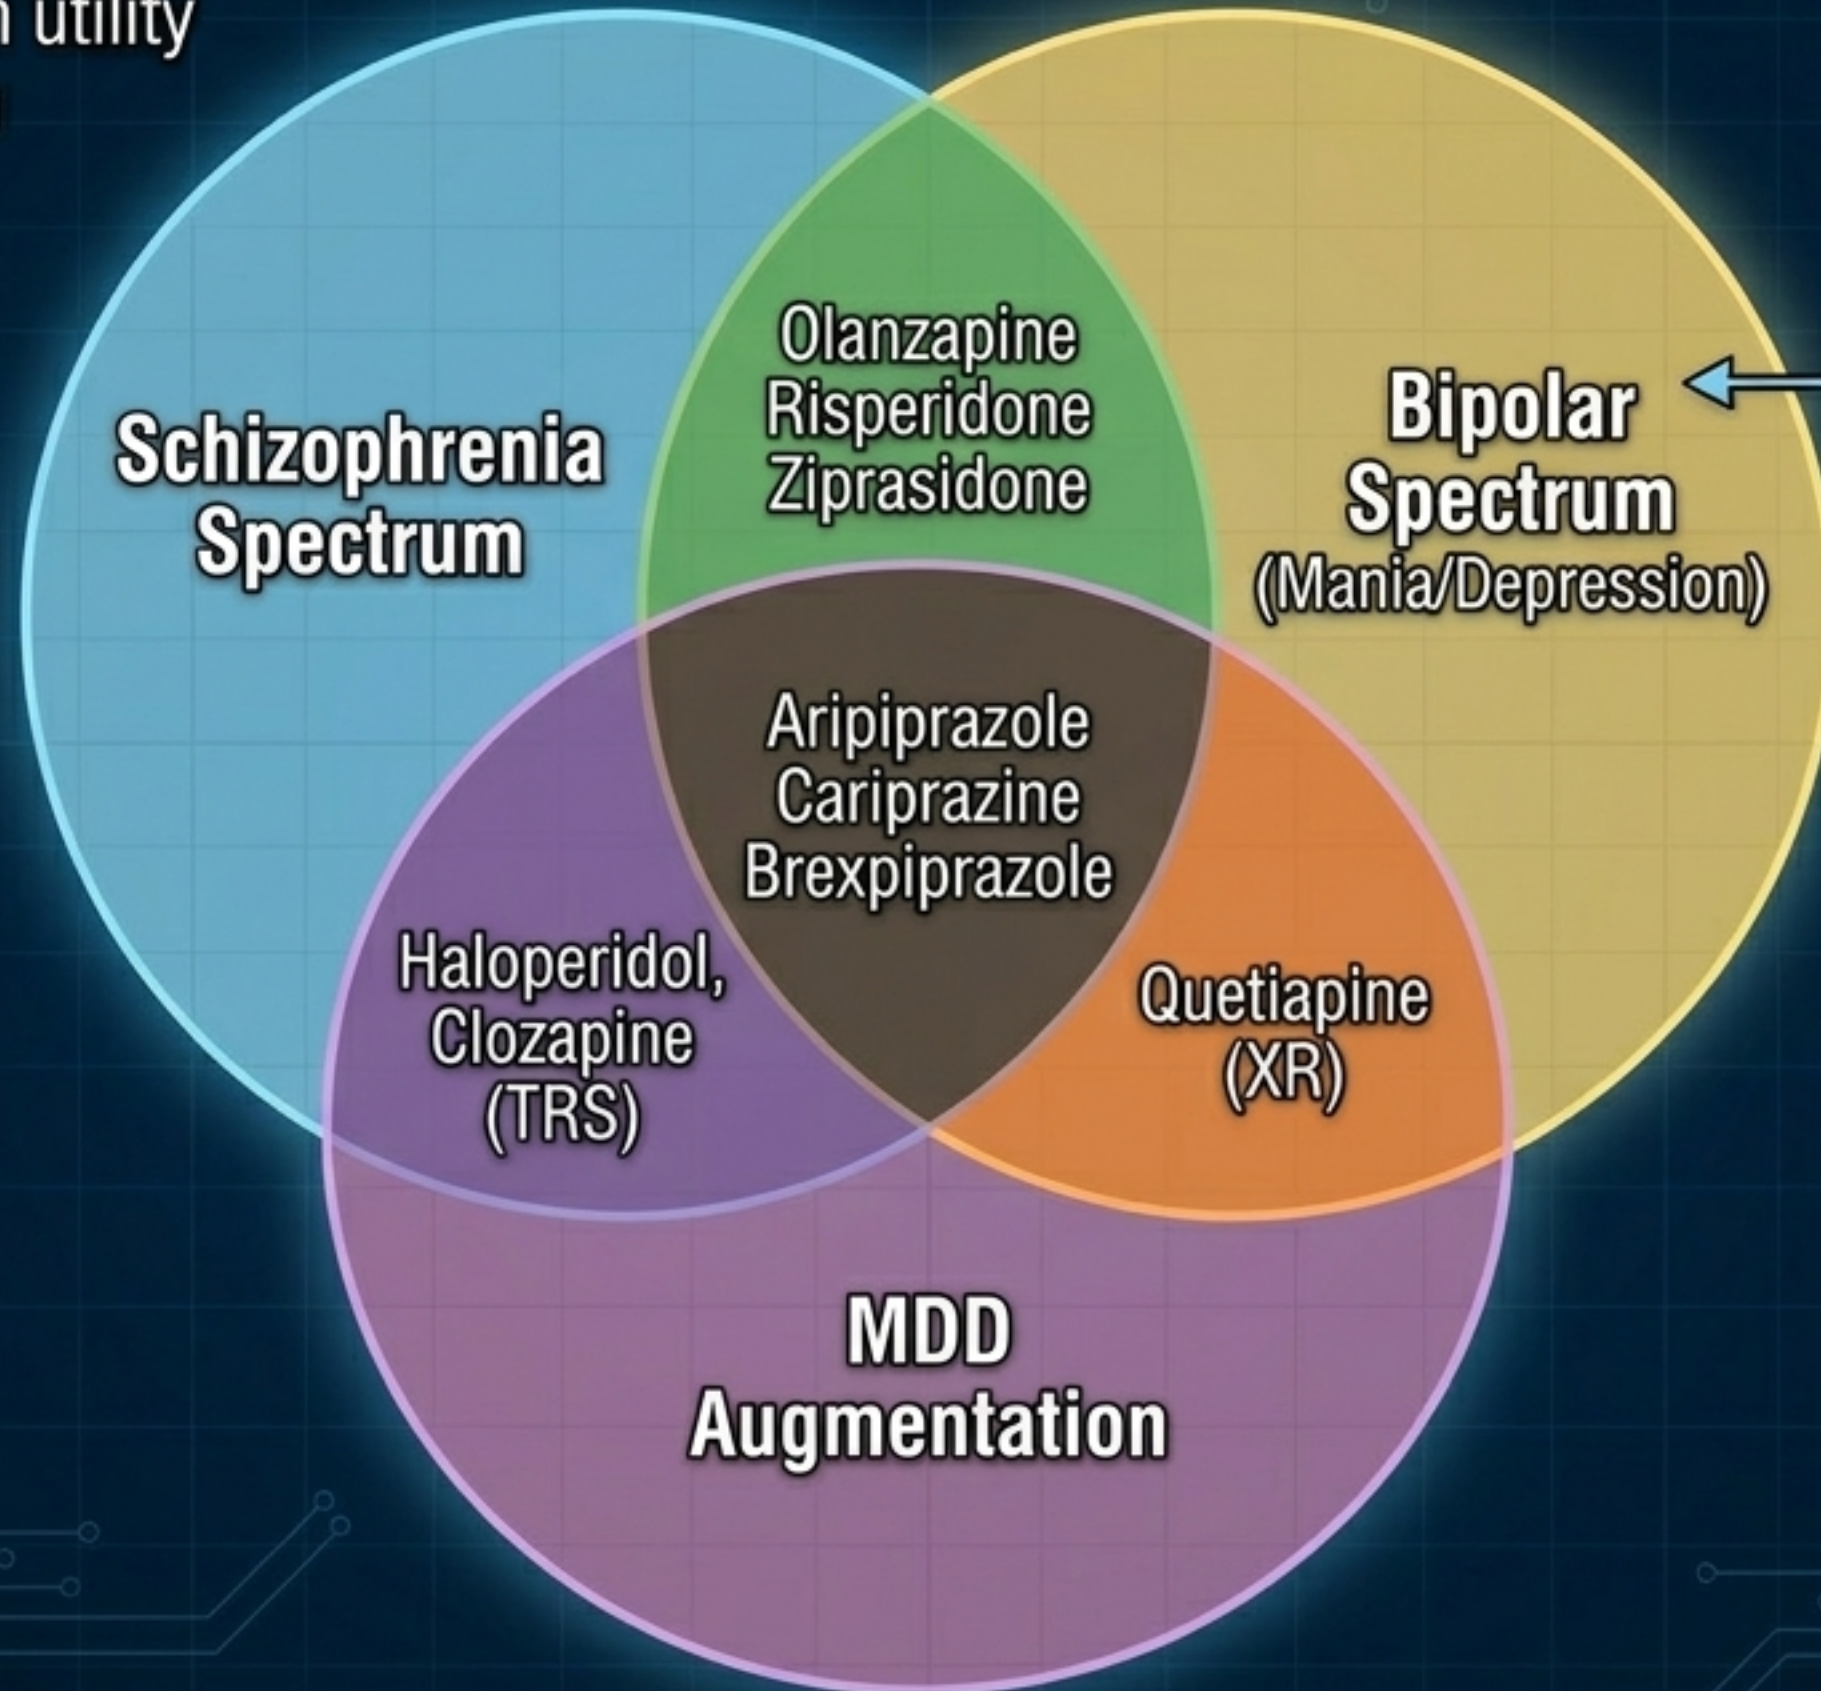 utility
Olanzapine
Risperidone
Ziprasidone
Schizophrenia
Spectrum
Bipolar
Spectrum
(Mania/Depression)
Aripiprazole
Cariprazine
Brexpiprazole
Haloperidol,
Clozapine
(TRS)
Quetiapine
(XR)
MDD
Augmentation